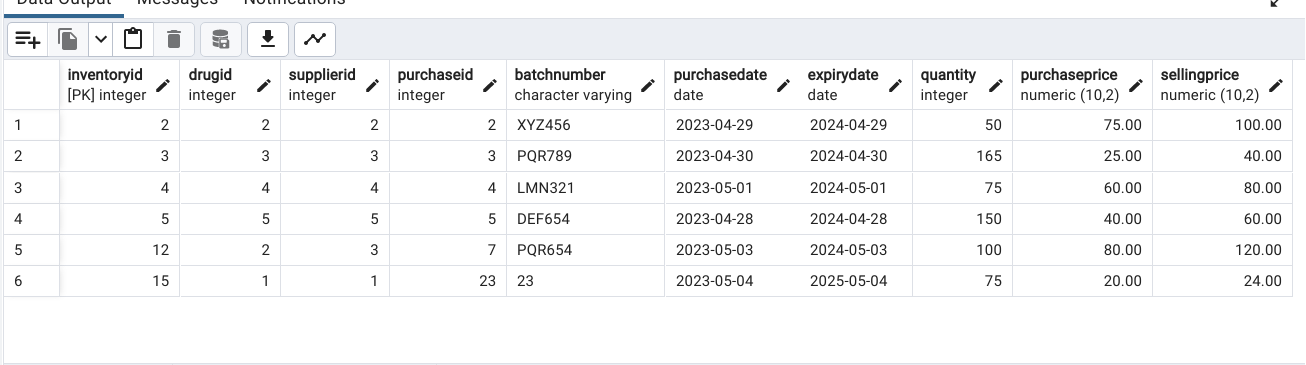 Data Output Messages Notifications
inventoryid drugid supplierid purchaseid batchnumber purchasedate expirydate quantity purchaseprice sellingprice
[PK] integer integer integer integer character varying date date integer numeric (10,2) numeric (10,2)
1 2 2 2 2 XYZ456 2023-04-29 2024-04-29 50 75.00 100.00
2 3 3 3 3 PQR789 2023-04-30 2024-04-30 165 25.00 40.00
3 4 4 4 4 LMN321 2023-05-01 2024-05-01 75 60.00 80.00
4 5 5 5 5 DEF654 2023-04-28 2024-04-28 150 40.00 60.00
5 12 2 3 7 PQR654 2023-05-03 2024-05-03 100 80.00 120.00
6 15 1 1 23 23 2023-05-04 2025-05-04 75 20.00 24.00